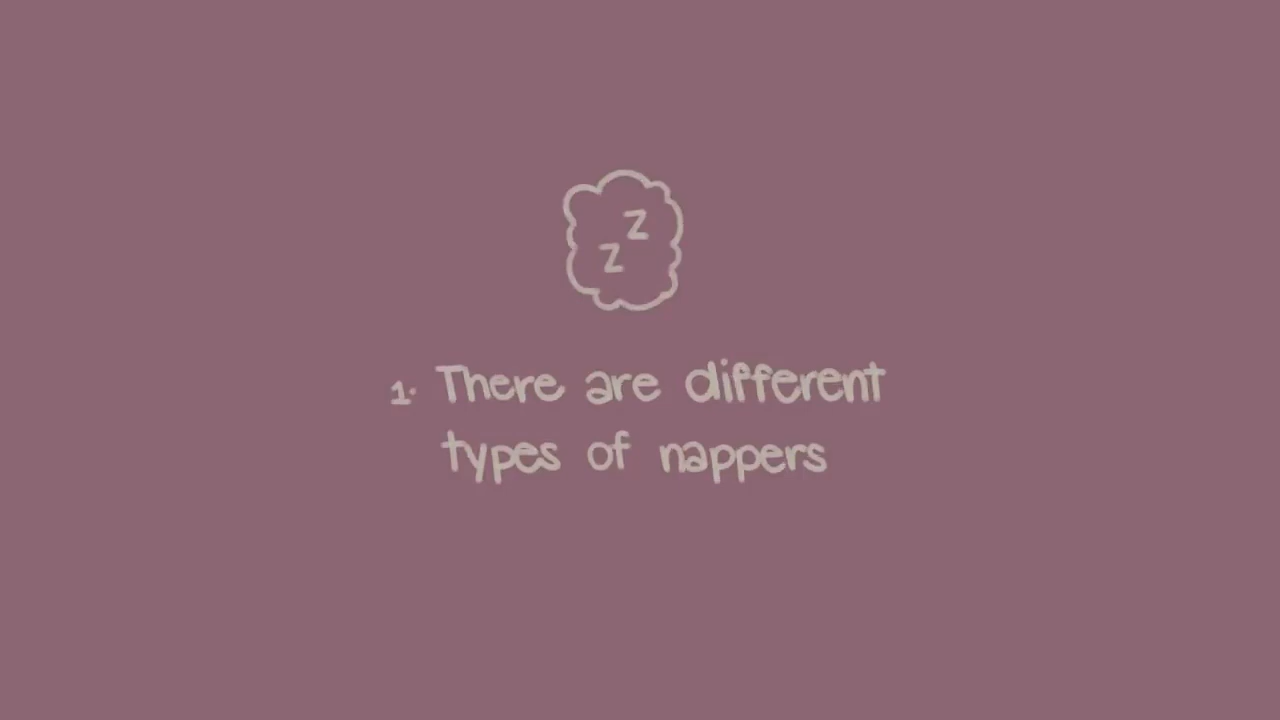 z
z
1. There are different
types of nappers